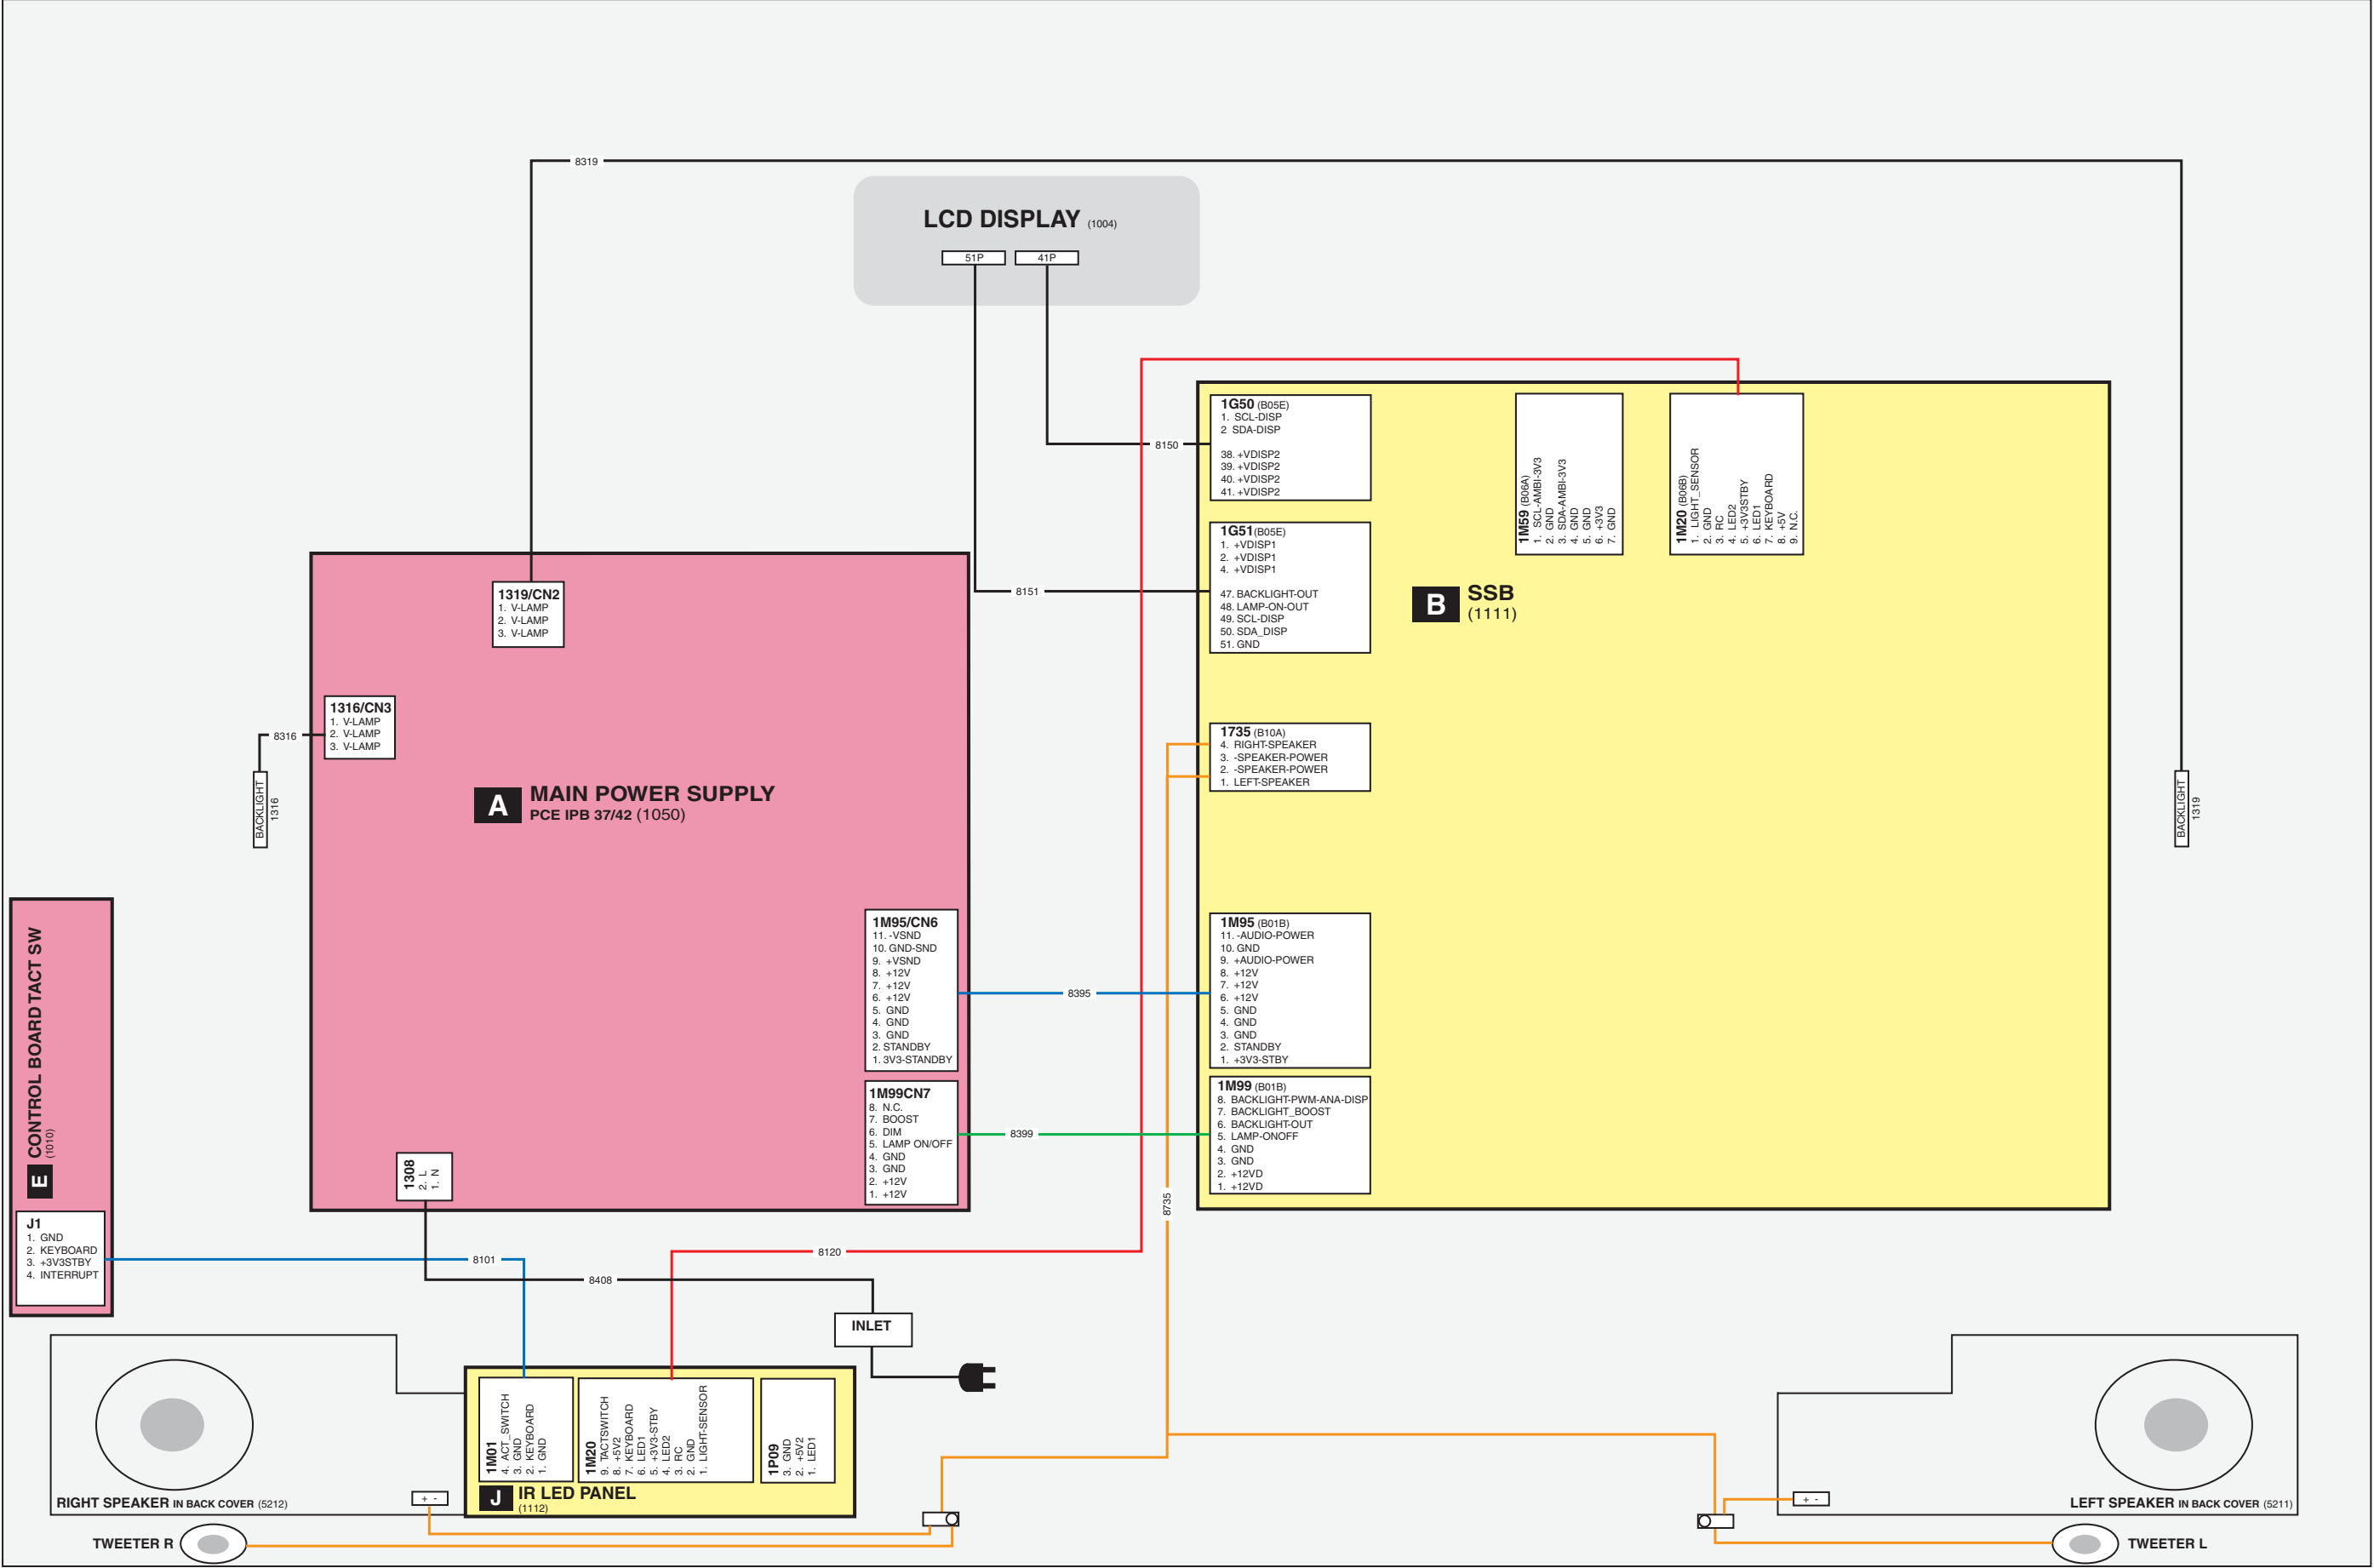 8319
LCD DISPLAY (1004)
51P
41P
8150
8151
1G50 (B05E)
1. SCL-DISP
2 SDA-DISP
38. +VDISP2
39. +VDISP2
40. +VDISP2
41. +VDISP2
1G51(B05E)
1. +VDISP1
2. +VDISP1
4. +VDISP1
47. BACKLIGHT-OUT
48. LAMP-ON-OUT
49. SCL-DISP
50. SDA_DISP
51. GND
1M59 (B06A)
1. SCL-AMBI-3V3
2. GND
3. SDA-AMBI-3V3
4. GND
5. GND
6. +3V3
7. GND
1M20 (B06B)
1. LIGHT_SENSOR
2. GND
3. RC
4. LED2
5. +3V3STBY
6. LED1
7. KEYBOARD
8. +5V
9. N.C.
B SSB
(1111)
1319/CN2
1. V-LAMP
2. V-LAMP
3. V-LAMP
1316/CN3
1. V-LAMP
2. V-LAMP
3. V-LAMP
8316
BACKLIGHT
1316
A MAIN POWER SUPPLY
PCE IPB 37/42 (1050)
1735 (B10A)
4. RIGHT-SPEAKER
3. -SPEAKER-POWER
2. -SPEAKER-POWER
1. LEFT-SPEAKER
BACKLIGHT
1319
1M95/CN6
11. -VSND
10. GND-SND
9. +VSND
8. +12V
7. +12V
6. +12V
5. GND
4. GND
3. GND
2. STANDBY
1. 3V3-STANDBY
8395
1M95 (B01B)
11. -AUDIO-POWER
10. GND
9. +AUDIO-POWER
8. +12V
7. +12V
6. +12V
5. GND
4. GND
3. GND
2. STANDBY
1. +3V3-STBY
1M99CN7
8. N.C.
7. BOOST
6. DIM
5. LAMP ON/OFF
4. GND
3. GND
2. +12V
1. +12V
8399
1M99 (B01B)
8. BACKLIGHT-PWM-ANA-DISP
7. BACKLIGHT_BOOST
6. BACKLIGHT-OUT
5. LAMP-ONOFF
4. GND
3. GND
2. +12VD
1. +12VD
8735
E CONTROL BOARD TACT SW
(1010)
J1
1. GND
2. KEYBOARD
3. +3V3STBY
4. INTERRUPT
1308
2. L
1. N
8101
8120
8408
INLET
1M01
4. ACT_SWITCH
3. GND
2. KEYBOARD
1. GND
1M20
9. TACTSWITCH
8. +5V2
7. KEYBOARD
6. LED1
5. +3V3-STBY
4. LED2
3. RC
2. GND
1. LIGHT-SENSOR
1P09
3. GND
2. +5V2
1. LED1
J IR LED PANEL
(1112)
RIGHT SPEAKER IN BACK COVER (5212)
+ -
TWEETER R
+ -
LEFT SPEAKER IN BACK COVER (5211)
TWEETER L